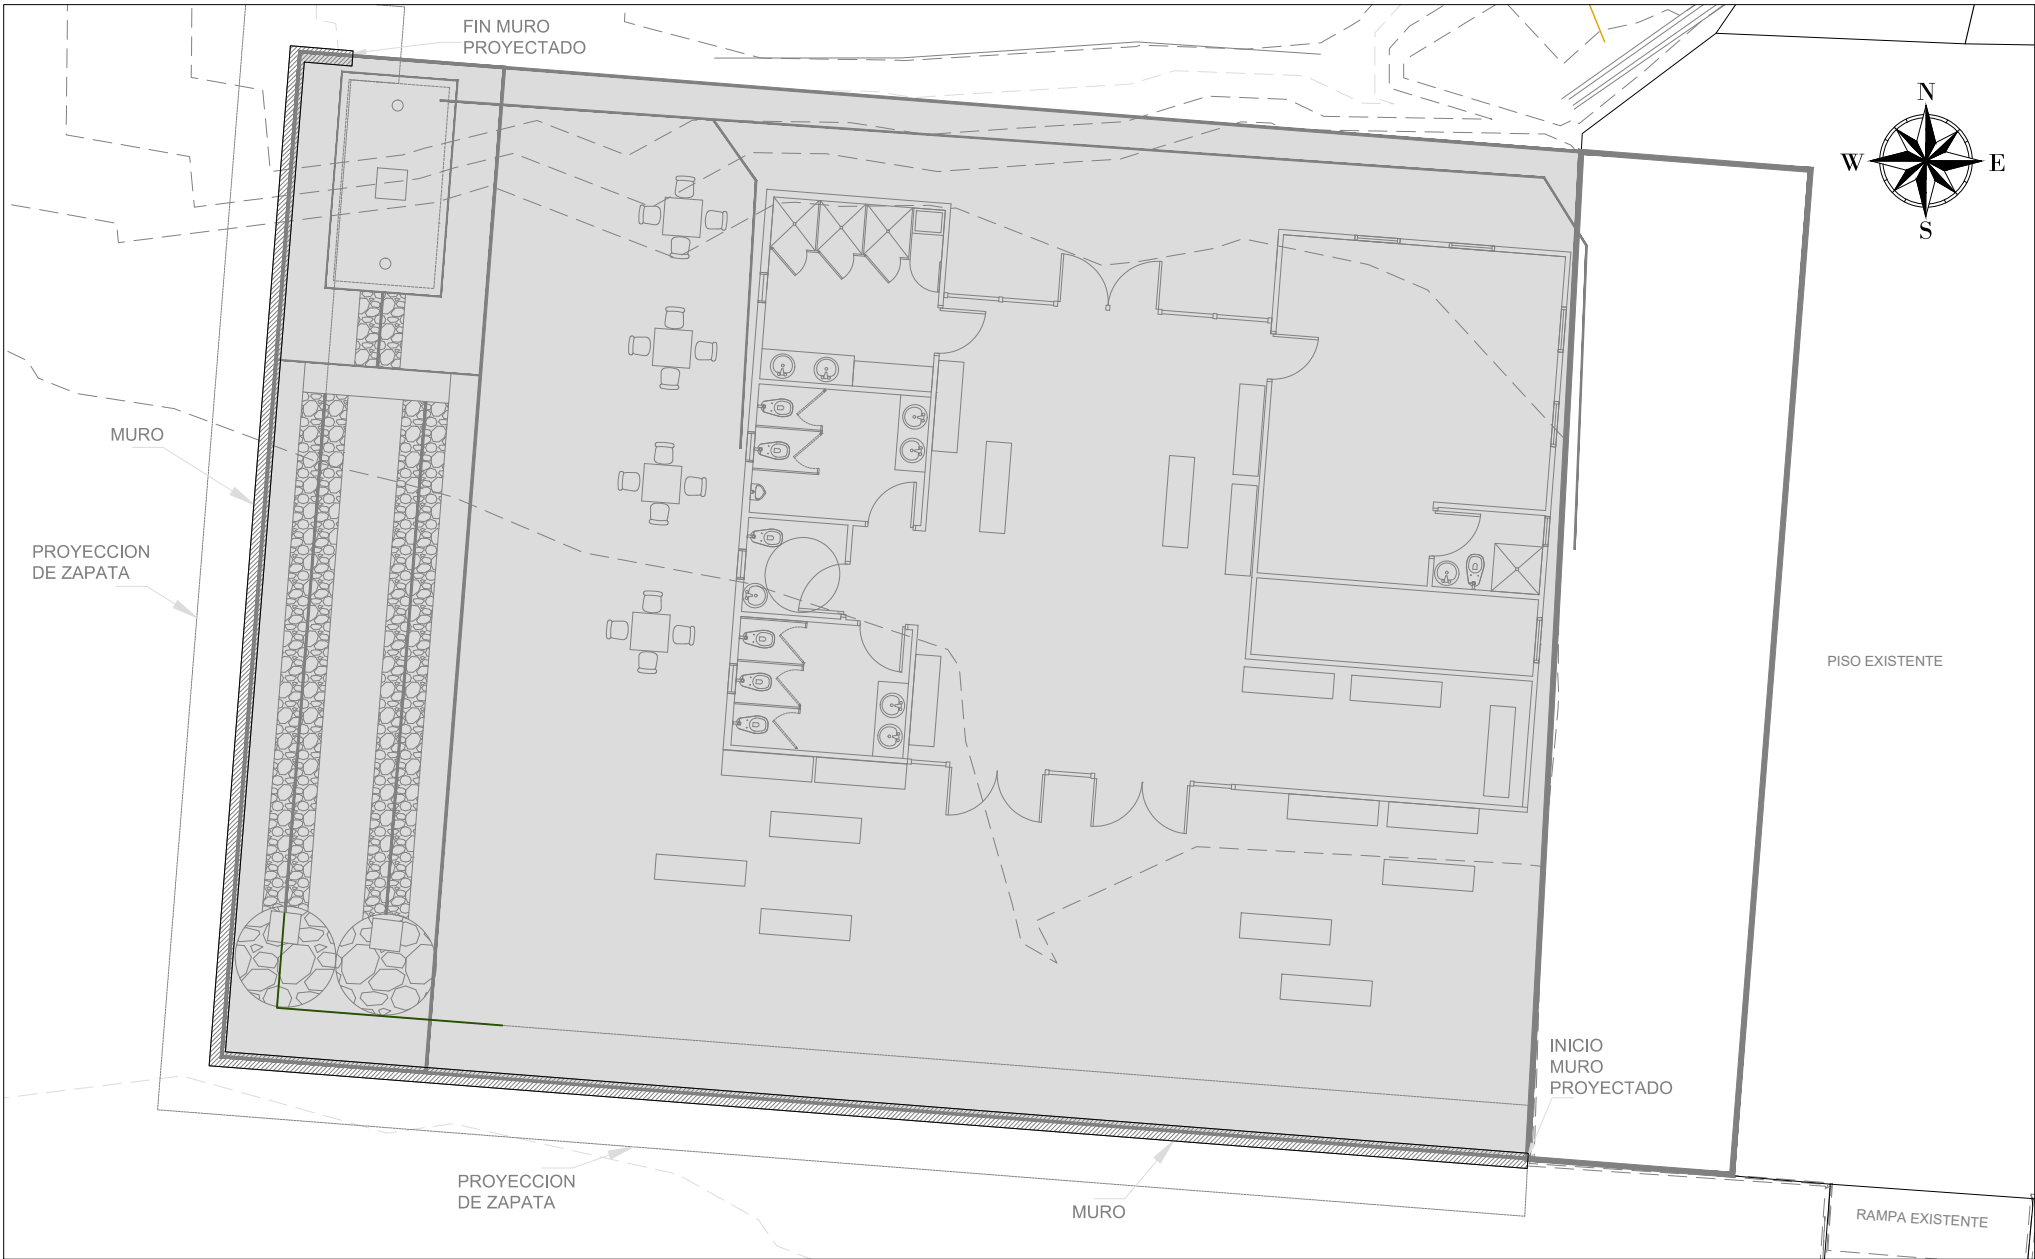 FIN MURO
PROYECTADO
N
W
E
S
MURO
PROYECCION
DE ZAPATA
PISO EXISTENTE
INICIO
MURO
PROYECTADO
PROYECCION
DE ZAPATA
MURO
RAMPA EXISTENTE